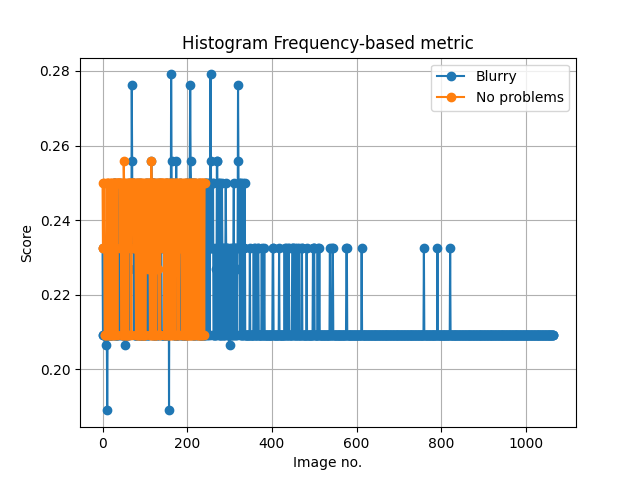 Histogram Frequency-based metric
Blurry
No problems
Score
0.28
0.26
0.24
0.22
0.20
0 200 400 600 800 1000
Image no.